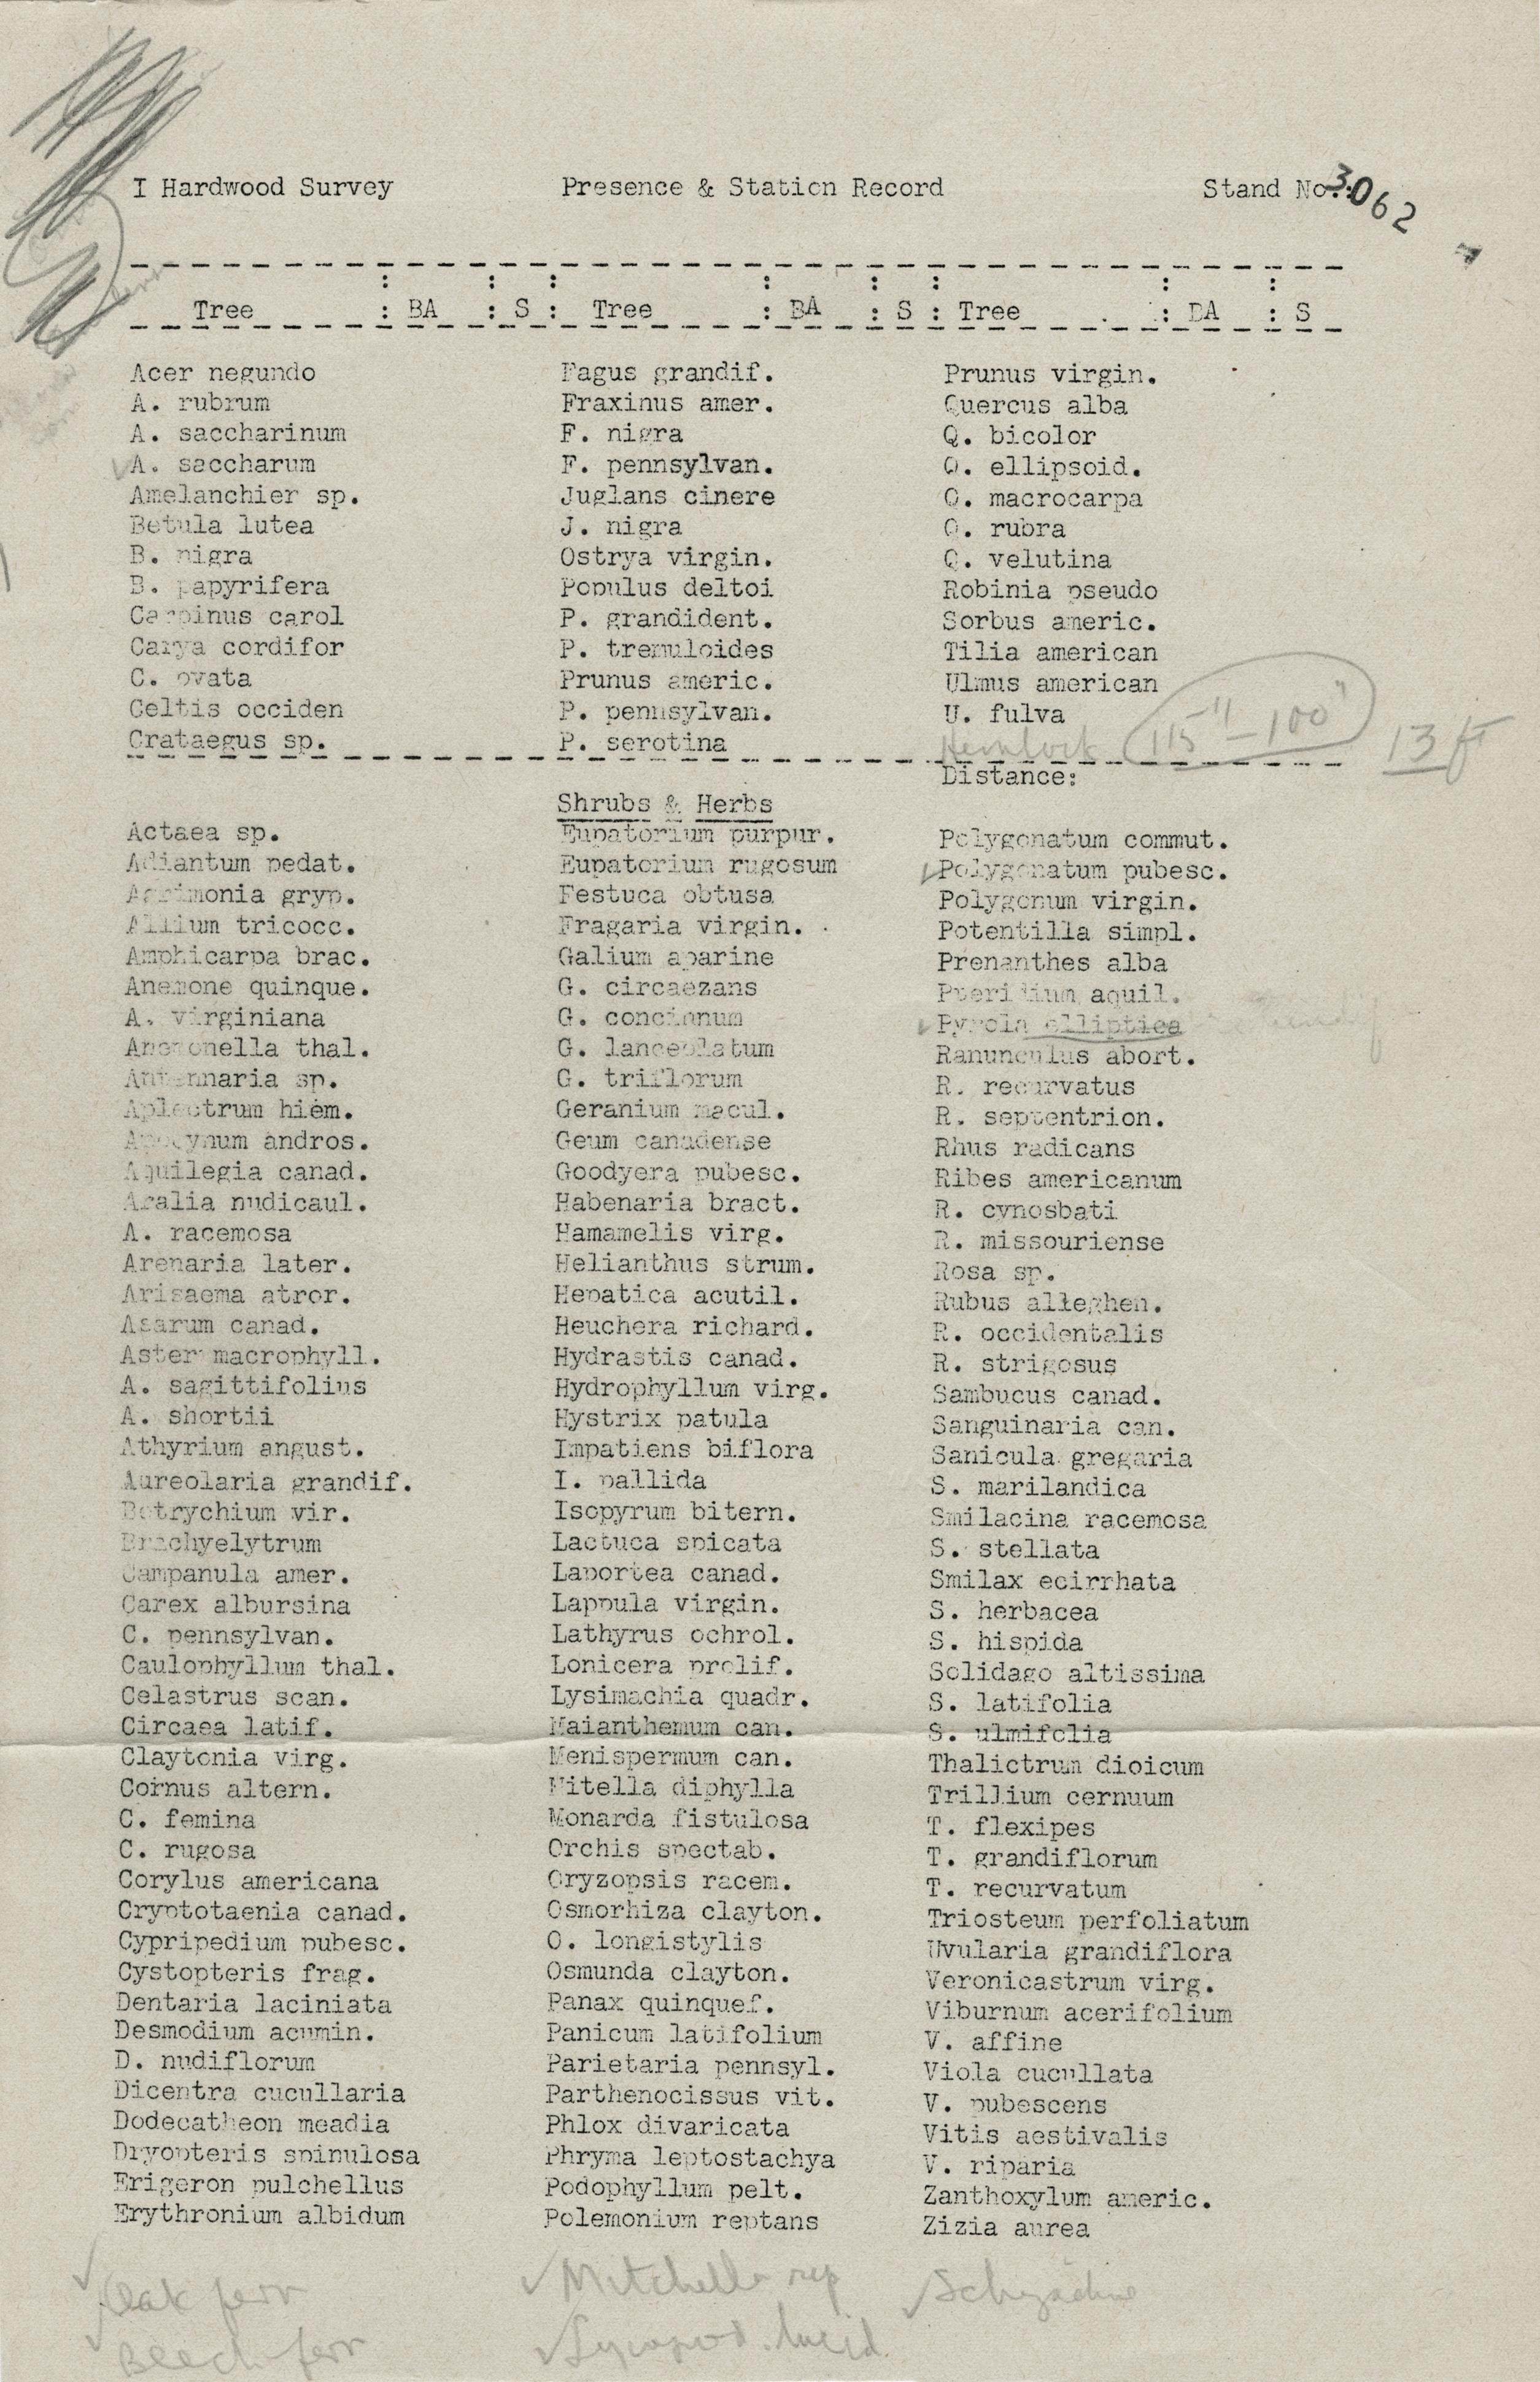 I Hardwood Survey Presence & Station Record Stand No. 3062
Tree : BA : S : Tree : BA : S : Tree : BA : S
Acer negundo
A. rubrum
A. saccharinum
✓A. saccharum
Amelanchier sp.
Betula lutea
B. nigra
B. papyrifera
Carpinus carol
Carya cordifor
C. ovata
Celtis occiden
Crataegus sp.
Fagus grandif.
Fraxinus amer.
F. nigra
F. pennsylvan.
Juglans cinere
J. nigra
Ostrya virgin.
Populus deltoi
P. grandident.
P. tremuloides
Prunus americ.
P. pennsylvan.
P. serotina
Prunus virgin.
Quercus alba
Q. bicolor
Q. ellipsoid.
Q. macrocarpa
Q. rubra
Q. velutina
Robinia pseudo
Sorbus americ.
Tilia american
Ulmus american
U. fulva
Hemlock 115" - 100" 13 ft
Distance:
Shrubs & Herbs
Actaea sp.
Adiantum pedat.
Agrimonia gryp.
Allium tricocc.
Amphicarpa brac.
Anemone quinque.
A. virginiana
Anemonella thal.
Antennaria sp.
Aplectrum hiem.
Apocynum andros.
Aquilegia canad.
Aralia nudicaul.
A. racemosa
Arenaria later.
Arisaema atror.
Asarum canad.
Aster macrophyll.
A. sagittifolius
A. shortii
Athyrium angust.
Aureolaria grandif.
Botrychium vir.
Brachyelytrum
Campanula amer.
Carex albursina
C. pennsylvan.
Caulophyllum thal.
Celastrus scan.
Circaea latif.
Claytonia virg.
Cornus altern.
C. femina
C. rugosa
Corylus americana
Cryptotaenia canad.
Cypripedium pubesc.
Cystopteris frag.
Dentaria laciniata
Desmodium acumin.
D. nudiflorum
Dicentra cucullaria
Dodecatheon meadia
Dryopteris spinulosa
Erigeron pulchellus
Erythronium albidum
Eupatorium purpur.
Eupatorium rugosum
Festuca obtusa
Fragaria virgin.
Galium aparine
G. circaezans
G. concinnum
G. lanceolatum
G. triflorum
Geranium macul.
Geum canadense
Goodyera pubesc.
Habenaria bract.
Hamamelis virg.
Helianthus strum.
Hepatica acutil.
Heuchera richard.
Hydrastis canad.
Hydrophyllum virg.
Hystrix patula
Impatiens biflora
I. pallida
Isopyrum bitern.
Lactuca spicata
Laportea canad.
Lappula virgin.
Lathyrus ochrol.
Lonicera prolif.
Lysimachia quadr.
Maianthemum can.
Menispermum can.
Mitella diphylla
Monarda fistulosa
Orchis spectab.
Oryzopsis racem.
Osmorhiza clayton.
O. longistylis
Osmunda clayton.
Panax quinquef.
Panicum latifolium
Parietaria pennsyl.
Parthenocissus vit.
Phlox divaricata
Phryma leptostachya
Podophyllum pelt.
Polemonium reptans
Polygonatum commut.
✓Polygonatum pubesc.
Polygonum virgin.
Potentilla simpl.
Prenanthes alba
Pteridium aquil.
✓Pyrola elliptica
Ranunculus abort.
R. recurvatus
R. septentrion.
Rhus radicans
Ribes americanum
R. cynosbati
R. missouriense
Rosa sp.
Rubus alleghen.
R. occidentalis
R. strigosus
Sambucus canad.
Sanguinaria can.
Sanicula gregaria
S. marilandica
Smilacina racemosa
S. stellata
Smilax ecirrhata
S. herbacea
S. hispida
Solidago altissima
S. latifolia
S. ulmifolia
Thalictrum dioicum
Trillium cernuum
T. flexipes
T. grandiflorum
T. recurvatum
Triosteum perfoliatum
Uvularia grandiflora
Veronicastrum virg.
Viburnum acerifolium
V. affine
Viola cucullata
V. pubescens
Vitis aestivalis
V. riparia
Zanthoxylum americ.
Zizia aurea
✓Oak fern
✓Beech fern
✓Mitchella rep
✓Lycopod. lucid.